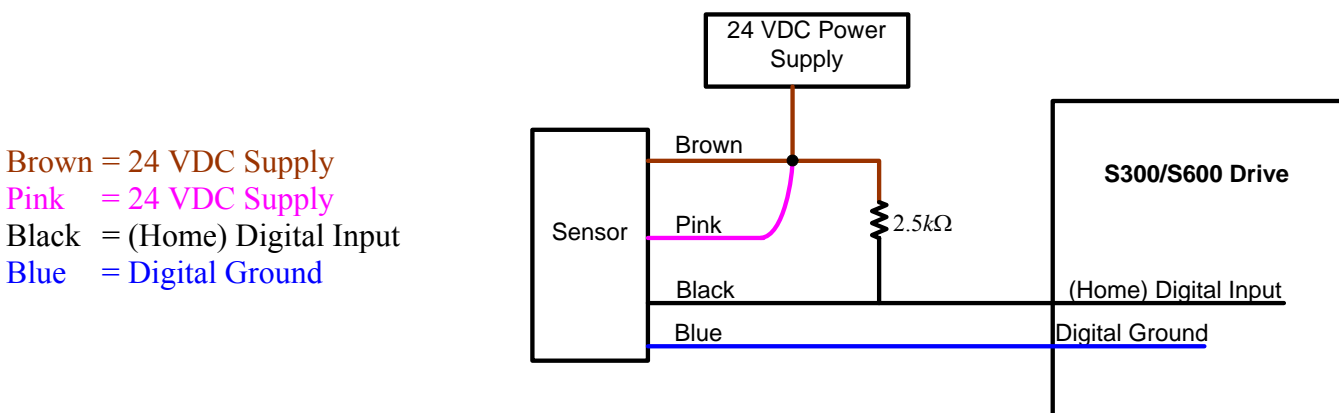 24 VDC Power
Supply
Brown = 24 VDC Supply
Pink = 24 VDC Supply
Black = (Home) Digital Input
Blue = Digital Ground
Sensor
Brown
Pink
Black
Blue
2.5kΩ
S300/S600 Drive
(Home) Digital Input
Digital Ground